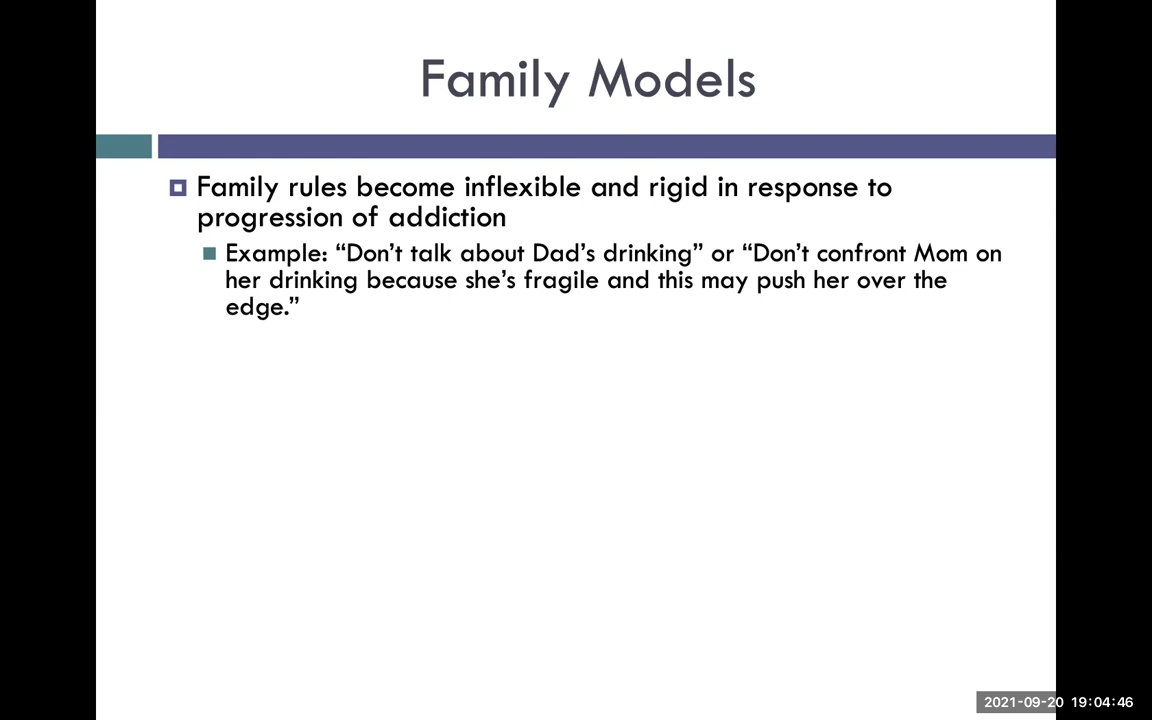 Family Models
Family rules become inflexible and rigid in response to
progression of addiction
Example: “Don’t talk about Dad’s drinking” or “Don’t confront Mom on
her drinking because she’s fragile and this may push her over the
edge.”
2021-09-20 19:04:46